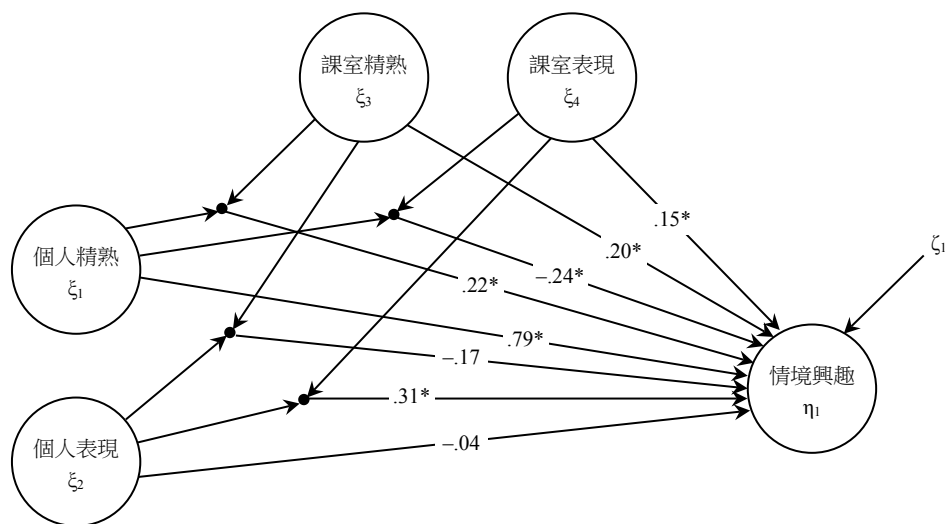 課室精熟
ξ3
課室表現
ξ4
個人精熟
ξ1
.15*
.20*
ζ1
–.24*
.22*
.79*
–.17
情境興趣
η1
.31*
個人表現
ξ2
–.04